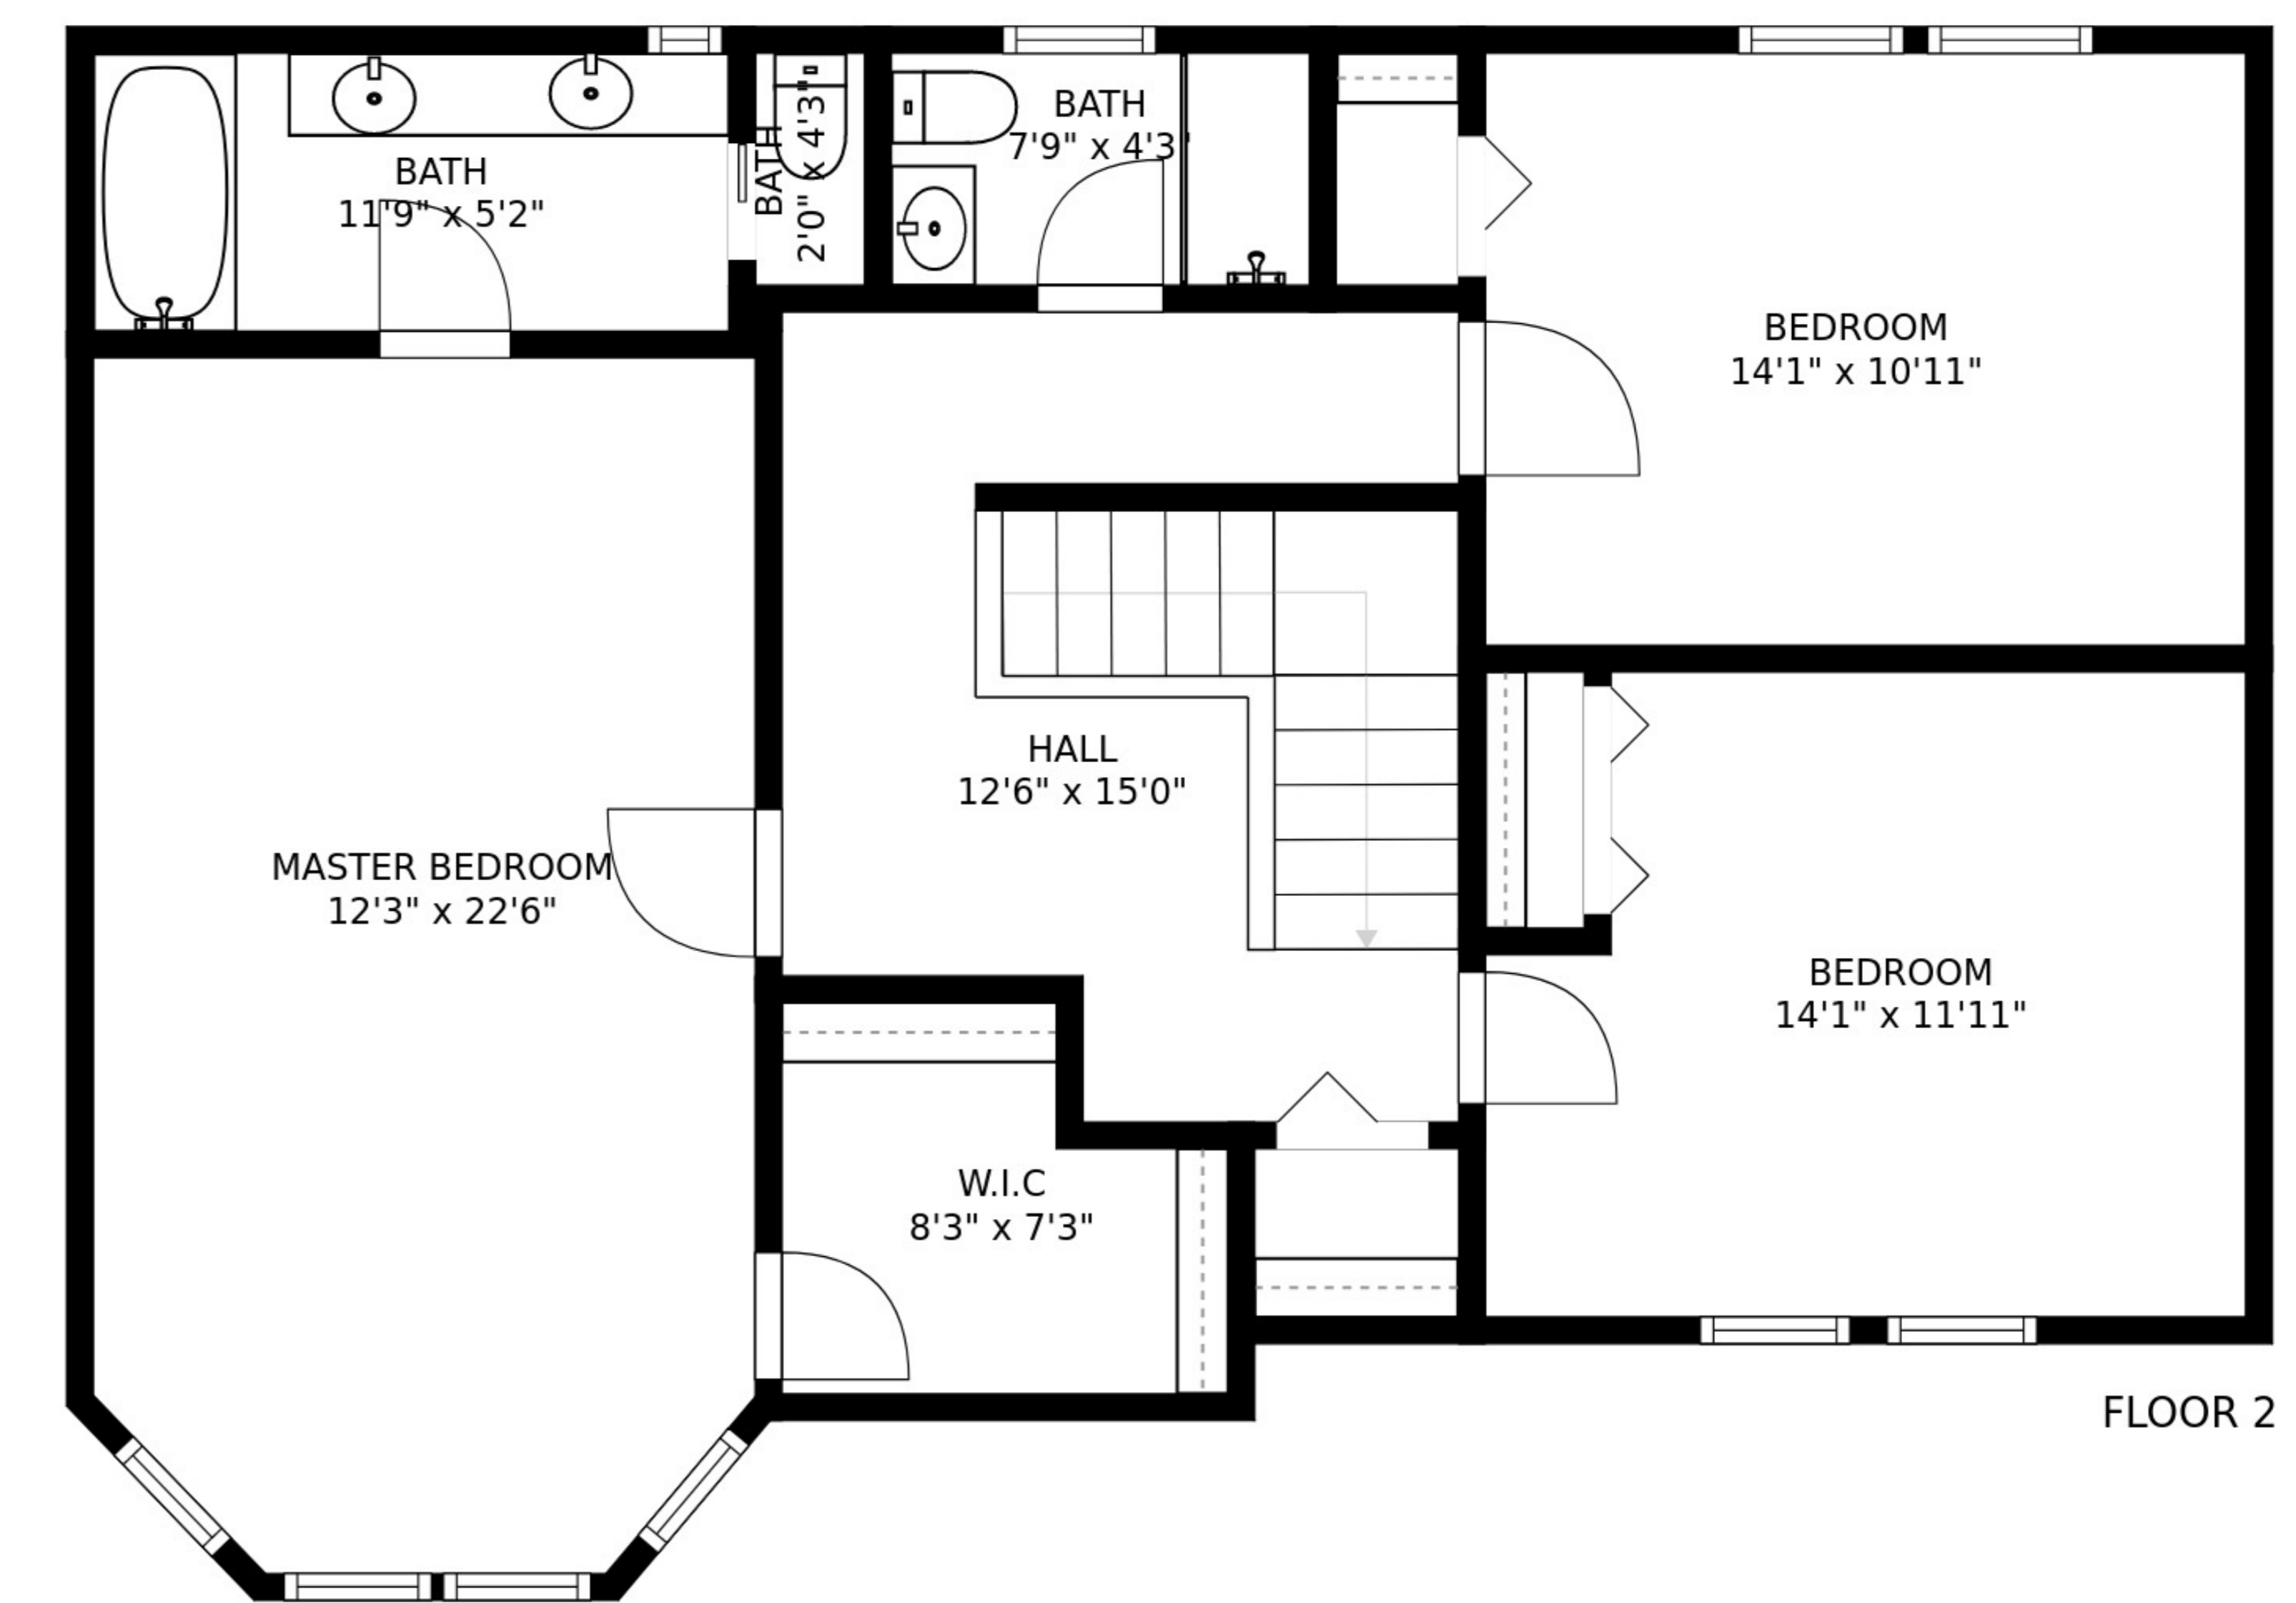 BATH
11'9" x 5'2"
BATH
2'0" x 4'3"
BATH
7'9" x 4'3"
BEDROOM
14'1" x 10'11"
HALL
12'6" x 15'0"
MASTER BEDROOM
12'3" x 22'6"
BEDROOM
14'1" x 11'11"
W.I.C
8'3" x 7'3"
FLOOR 2